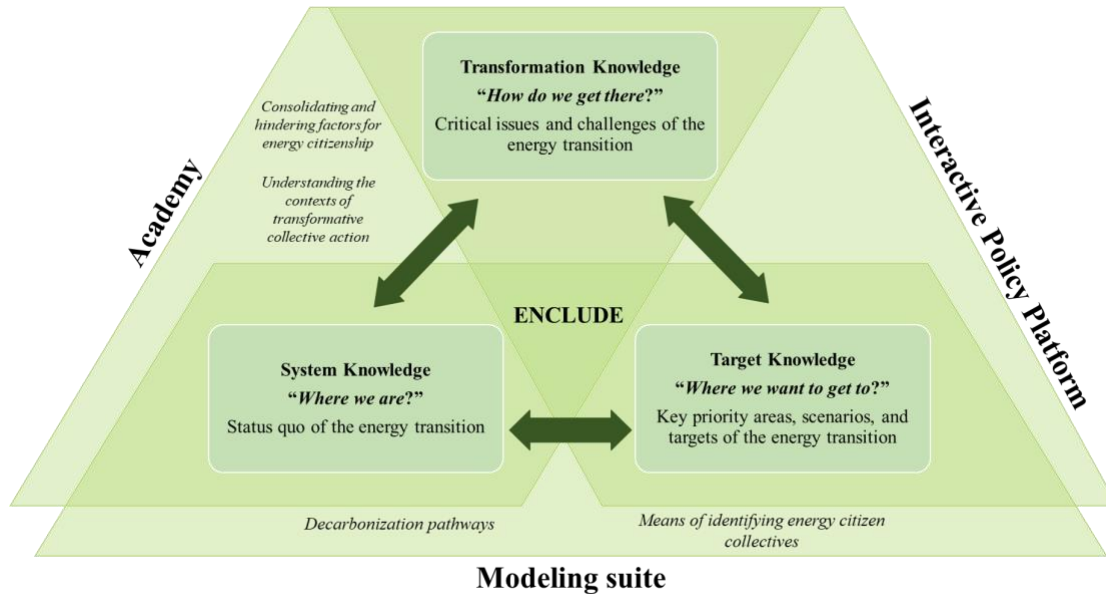 Transformation Knowledge
“How do we get there?”
Critical issues and challenges of the
energy transition
Consolidating and
hindering factors for
energy citizenship
Understanding the
contexts of
transformative
collective action
Academy
Interactive Policy Platform
ENCLUDE
System Knowledge
“Where we are?”
Status quo of the energy transition
Target Knowledge
“Where we want to get to?”
Key priority areas, scenarios, and
targets of the energy transition
Decarbonization pathways
Means of identifying energy citizen
collectives
Modeling suite